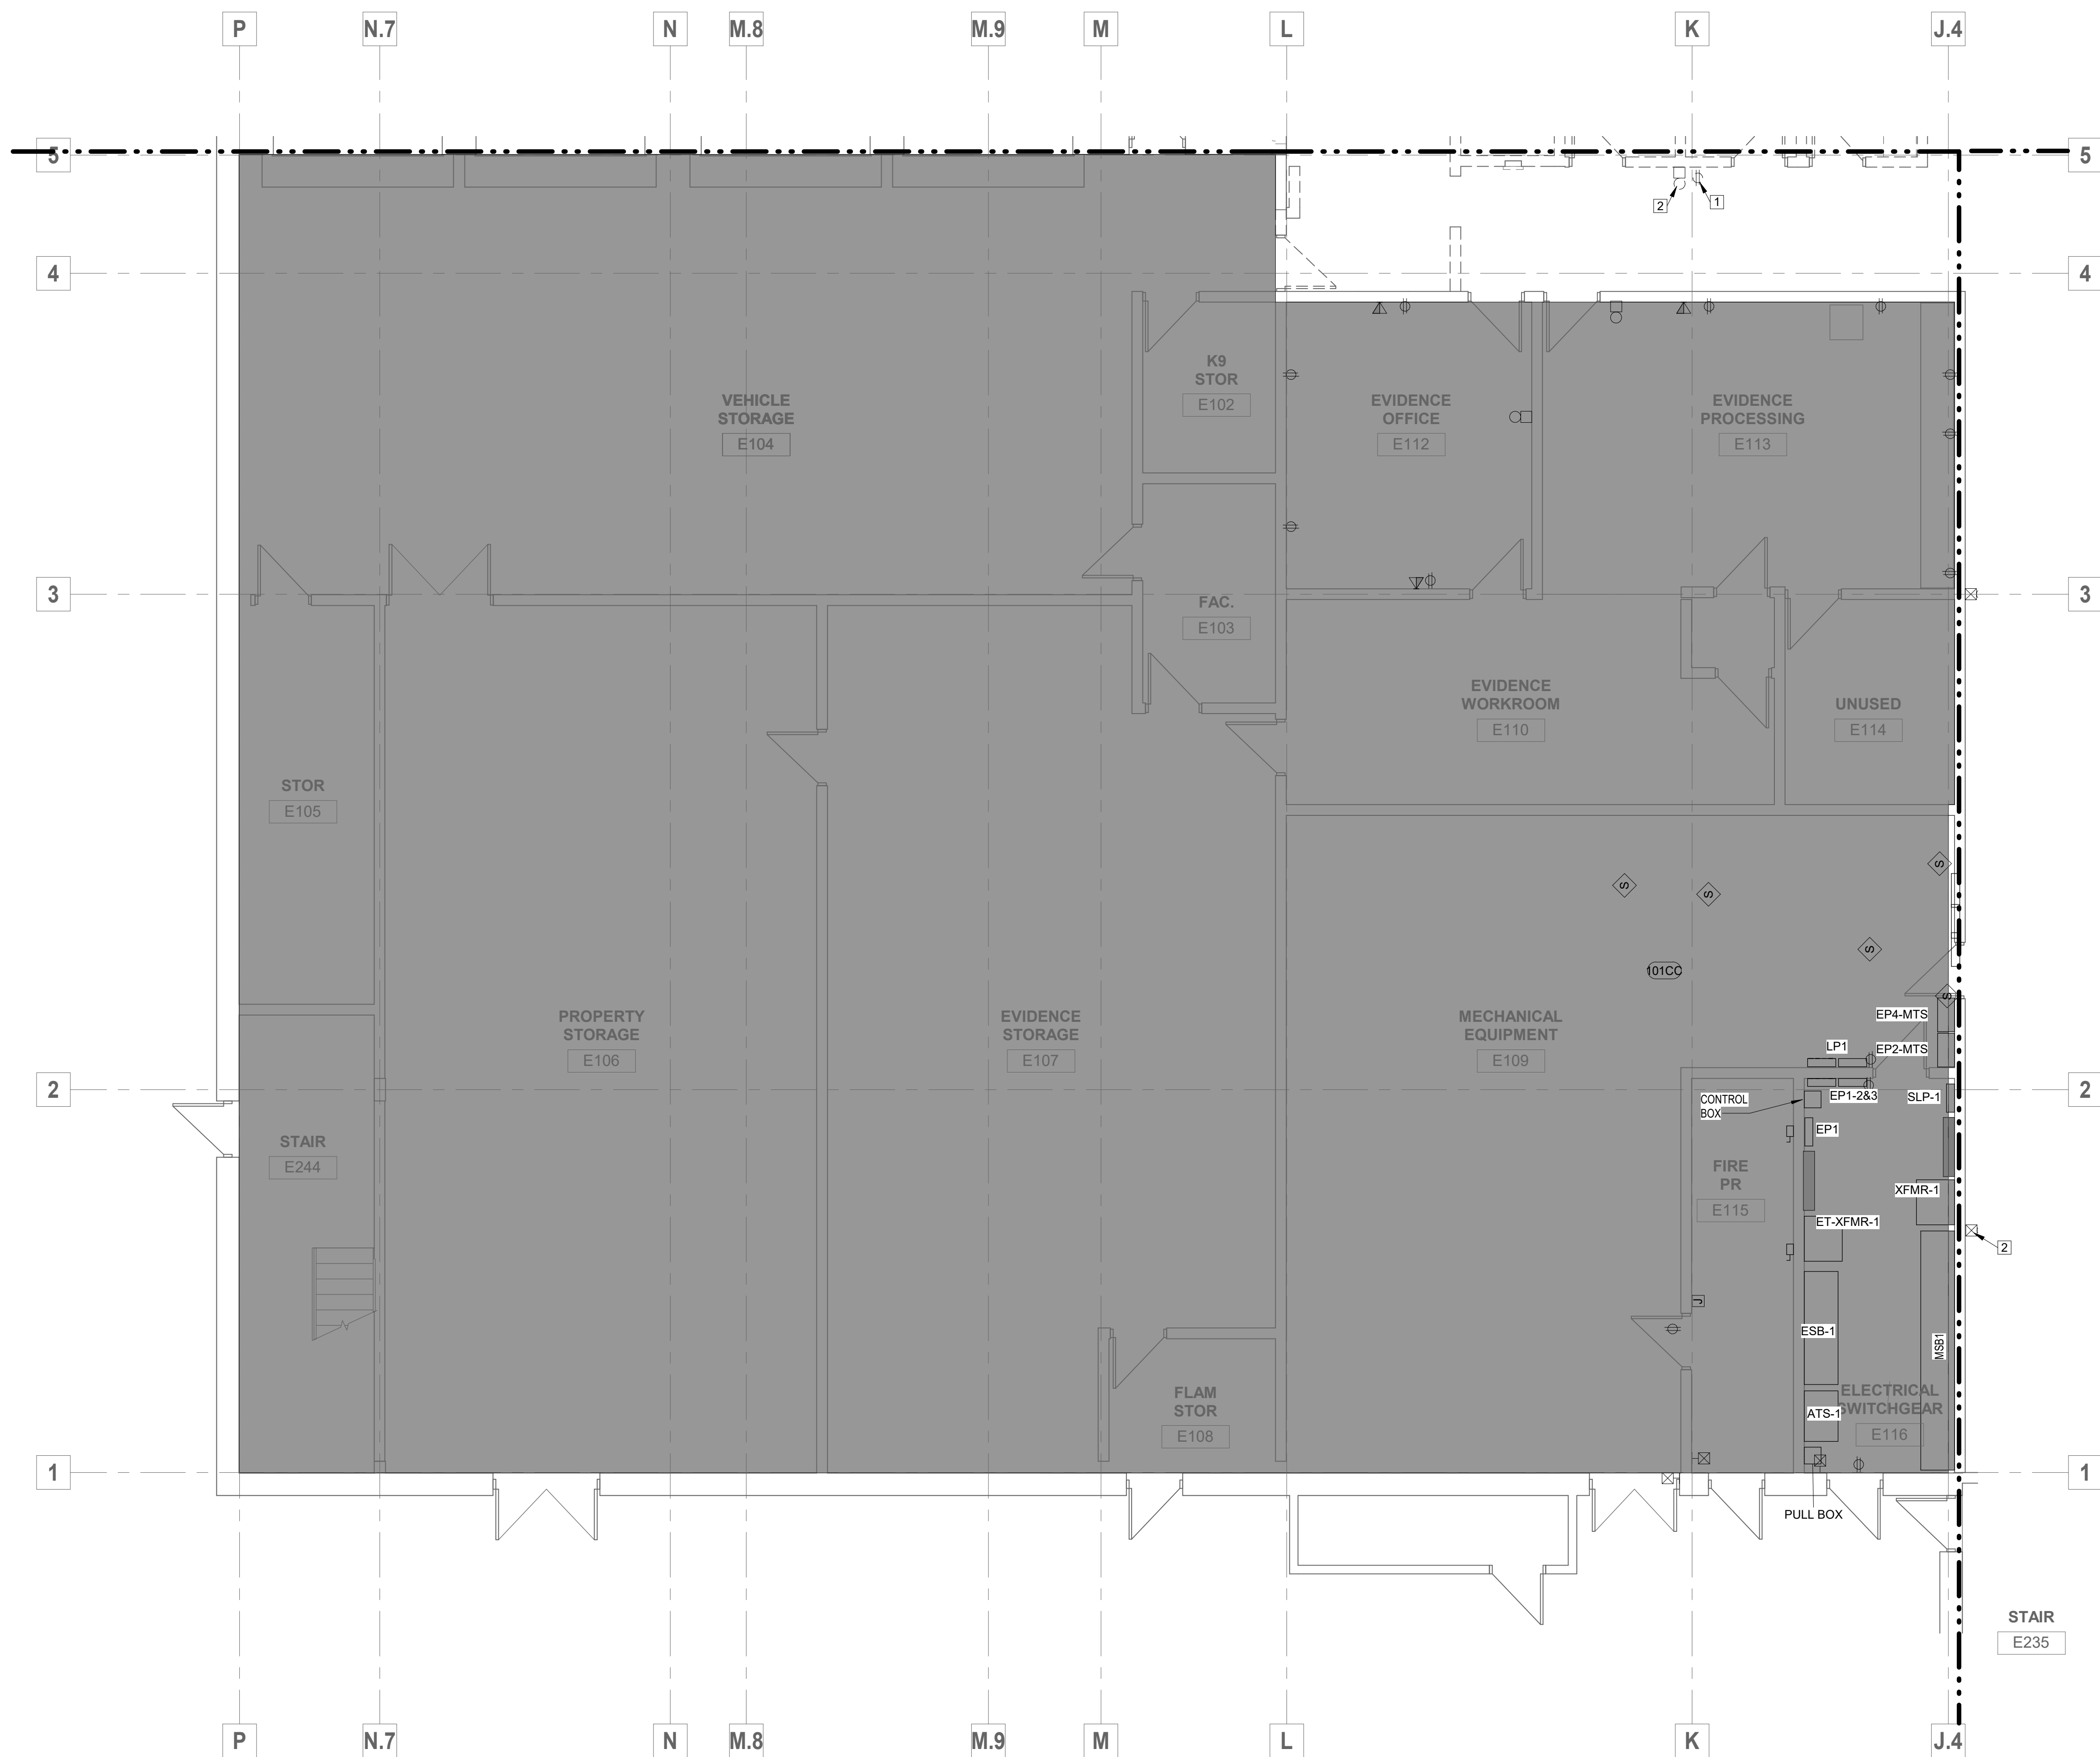 P N.7 N M.8 M.9 M L K J.4
5 5
2 1
4 4
K9
STOR
E102
VEHICLE
STORAGE
E104
EVIDENCE
OFFICE
E112
EVIDENCE
PROCESSING
E113
3 3
FAC.
E103
EVIDENCE
WORKROOM
E110
UNUSED
E114
STOR
E105
S
S
S
S
S
101CC
PROPERTY
STORAGE
E106
EVIDENCE
STORAGE
E107
MECHANICAL
EQUIPMENT
E109
EP4-MTS
LP1
EP2-MTS
2 2
CONTROL
BOX
EP1-2&3
SLP-1
EP1
STAIR
E244
FIRE
PR
E115
XFMR-1
ET-XFMR-1
2
J
ESB-1
MSB1
FLAM
STOR
E108
ATS-1
ELECTRICAL
SWITCHGEAR
E116
1 1
PULL BOX
STAIR
E235
P N.7 N M.8 M.9 M L K J.4